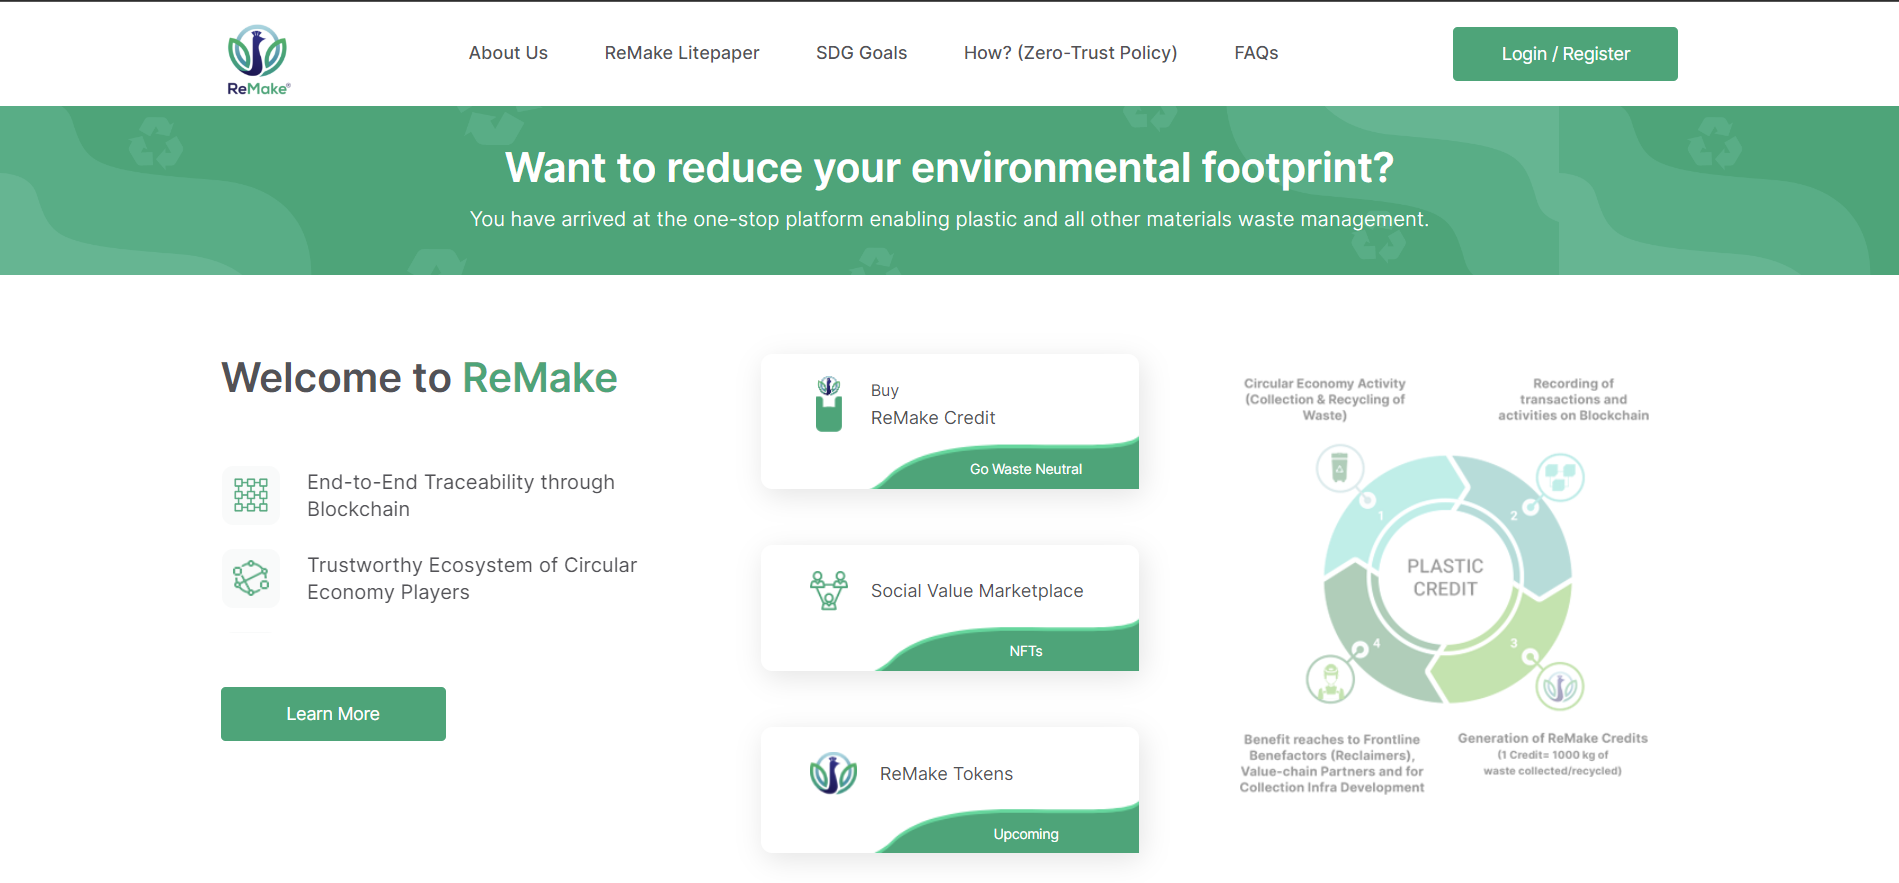 ReMake®
About Us
ReMake Litepaper
SDG Goals
How? (Zero-Trust Policy)
FAQs
Login / Register
Want to reduce your environmental footprint?
You have arrived at the one-stop platform enabling plastic and all other materials waste management.
Welcome to ReMake
End-to-End Traceability through
Blockchain
Trustworthy Ecosystem of Circular
Economy Players
Learn More
Buy
ReMake Credit
Go Waste Neutral
Social Value Marketplace
NFTs
ReMake Tokens
Upcoming
Circular Economy Activity
(Collection & Recycling of
Waste)
Recording of
transactions and
activities on Blockchain
1
2
PLASTIC
CREDIT
4
3
Benefit reaches to Frontline
Benefactors (Reclaimers),
Value-chain Partners and for
Collection Infra Development
Generation of ReMake Credits
(1 Credit= 1000 kg of
waste collected/recycled)